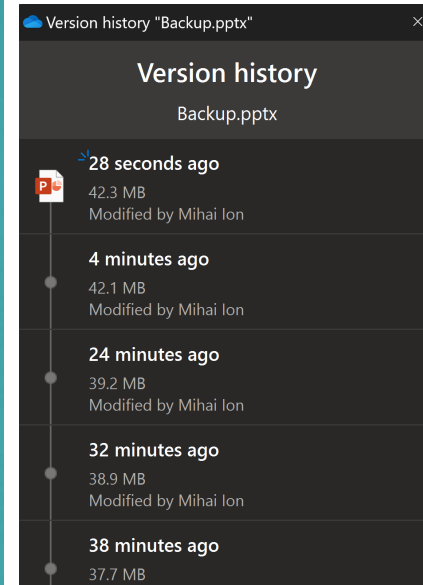 Version history "Backup.pptx"
Version history
Backup.pptx
28 seconds ago
42.3 MB
Modified by Mihai Ion
4 minutes ago
42.1 MB
Modified by Mihai Ion
24 minutes ago
39.2 MB
Modified by Mihai Ion
32 minutes ago
38.9 MB
Modified by Mihai Ion
38 minutes ago
37.7 MB